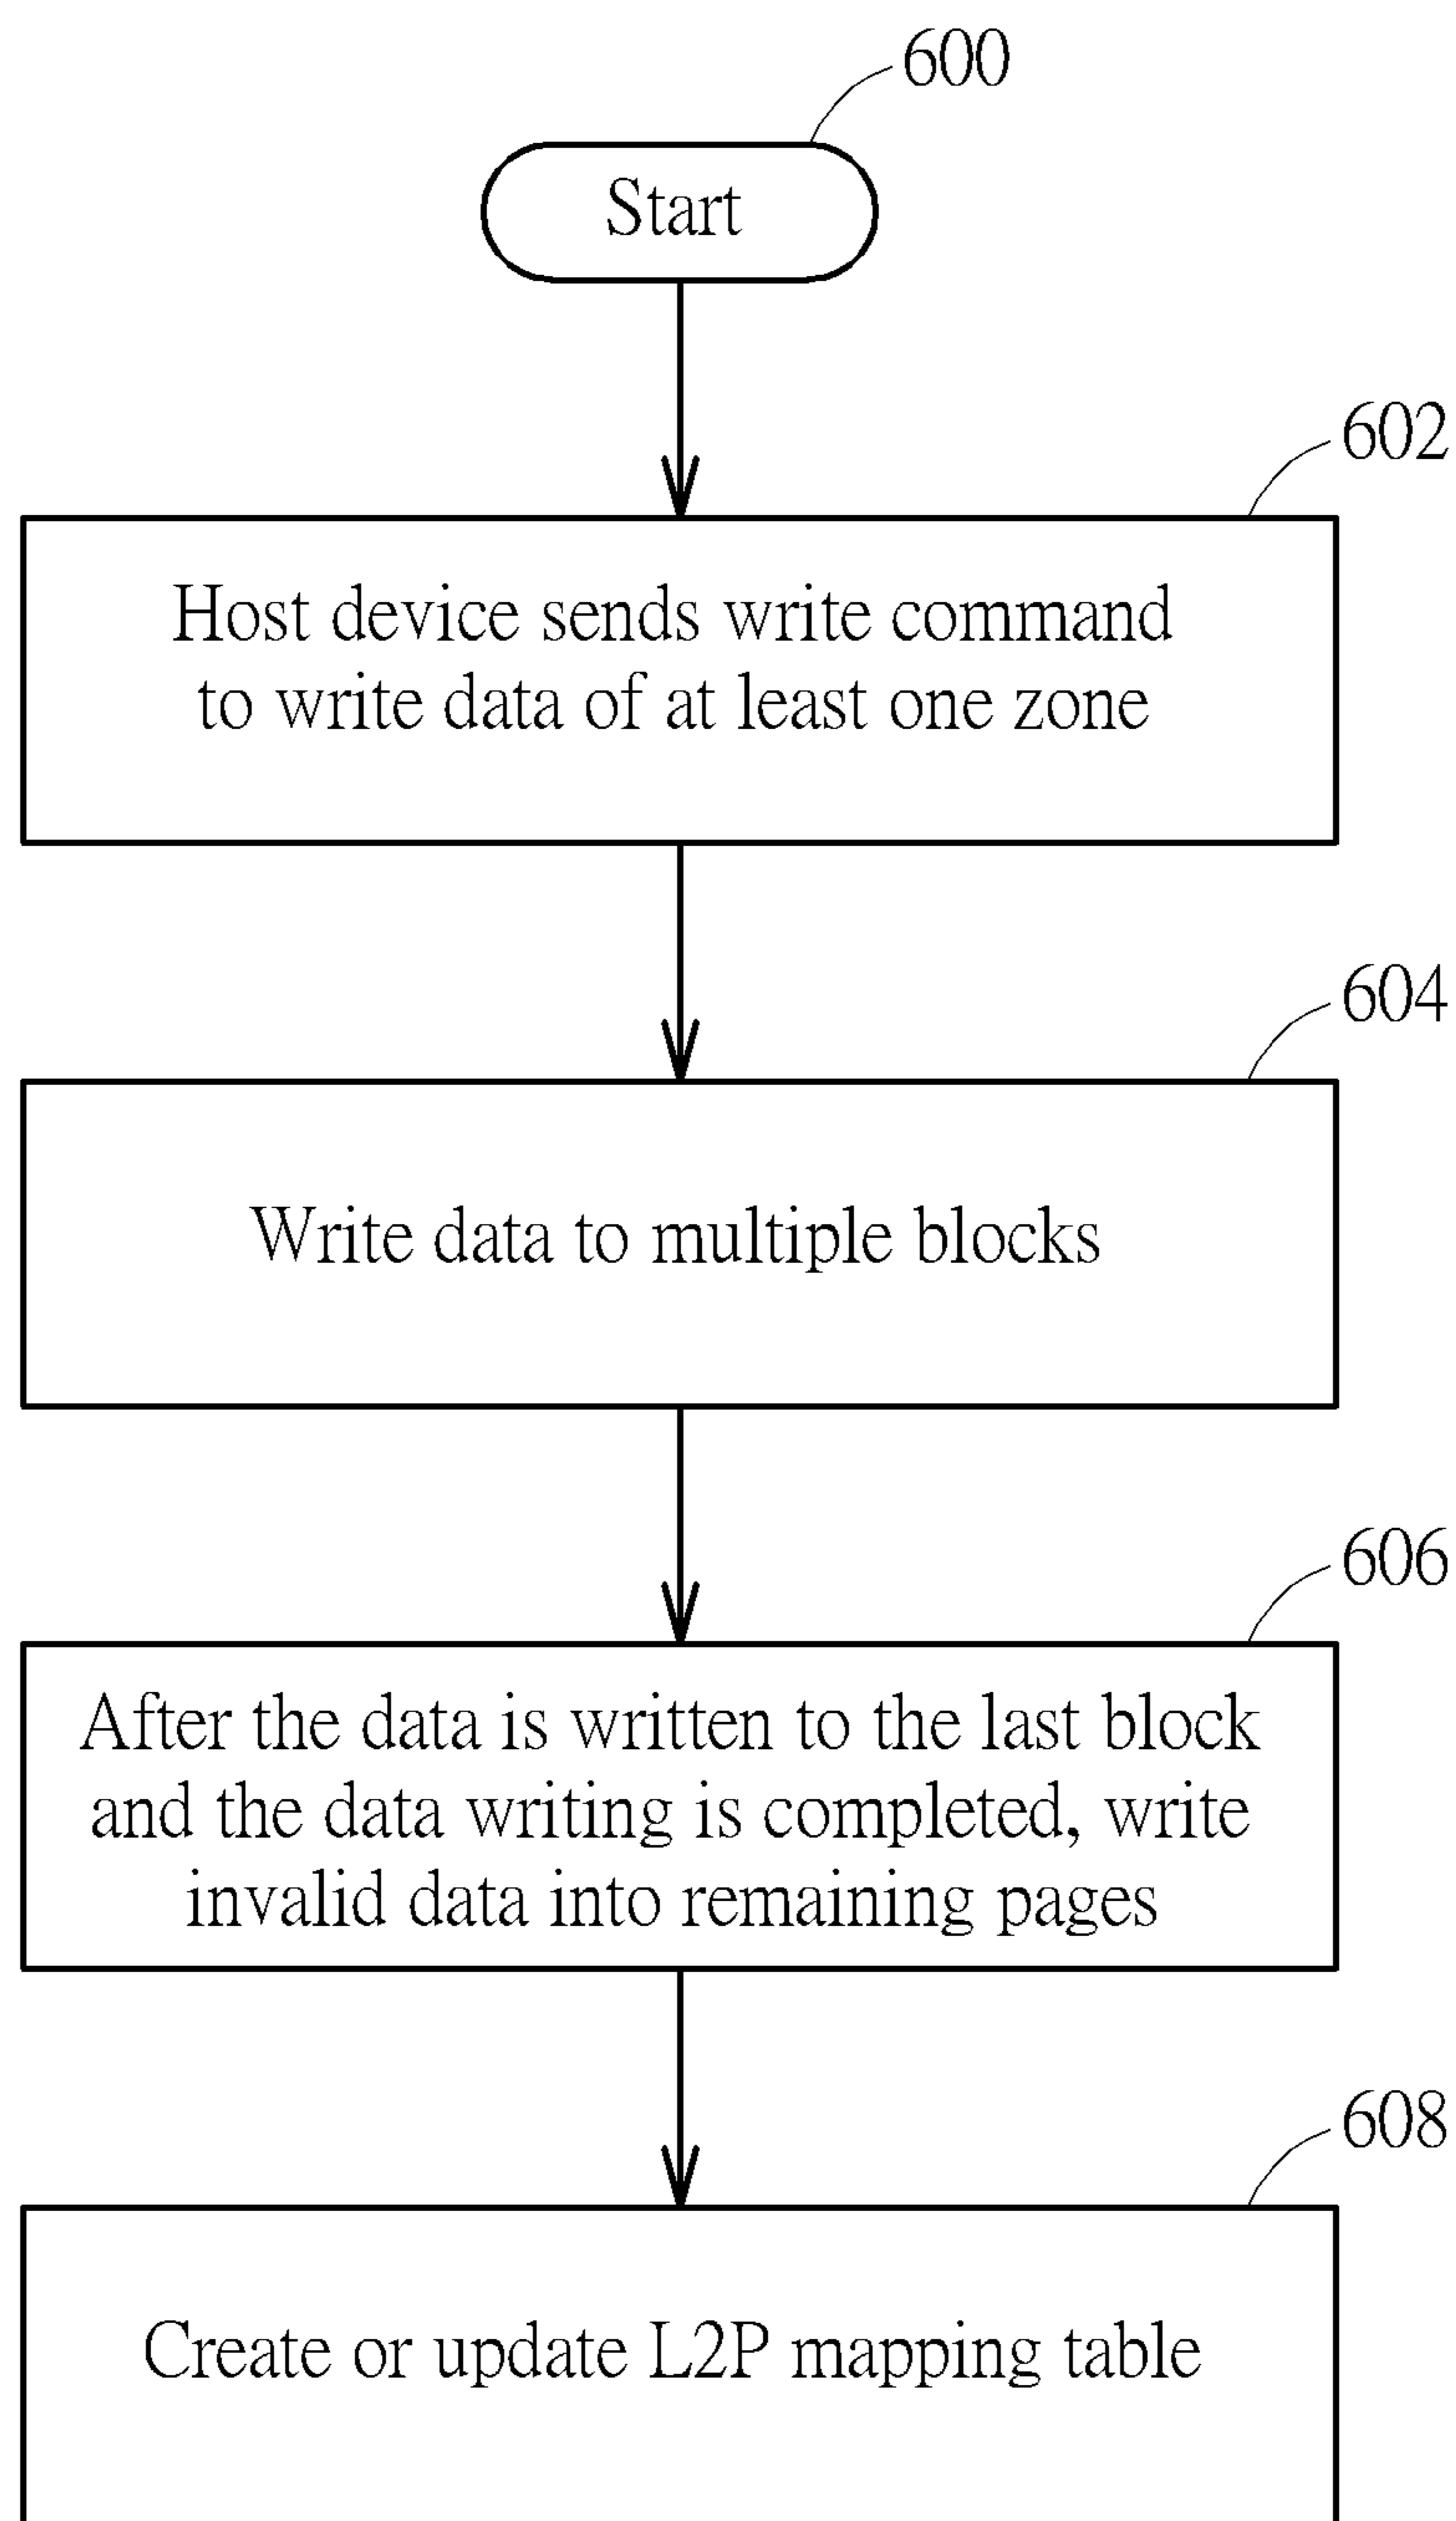 600
Start
602
Host device sends write command
to write data of at least one zone
604
Write data to multiple blocks
606
After the data is written to the last block
and the data writing is completed, write
invalid data into remaining pages
608
Create or update L2P mapping table